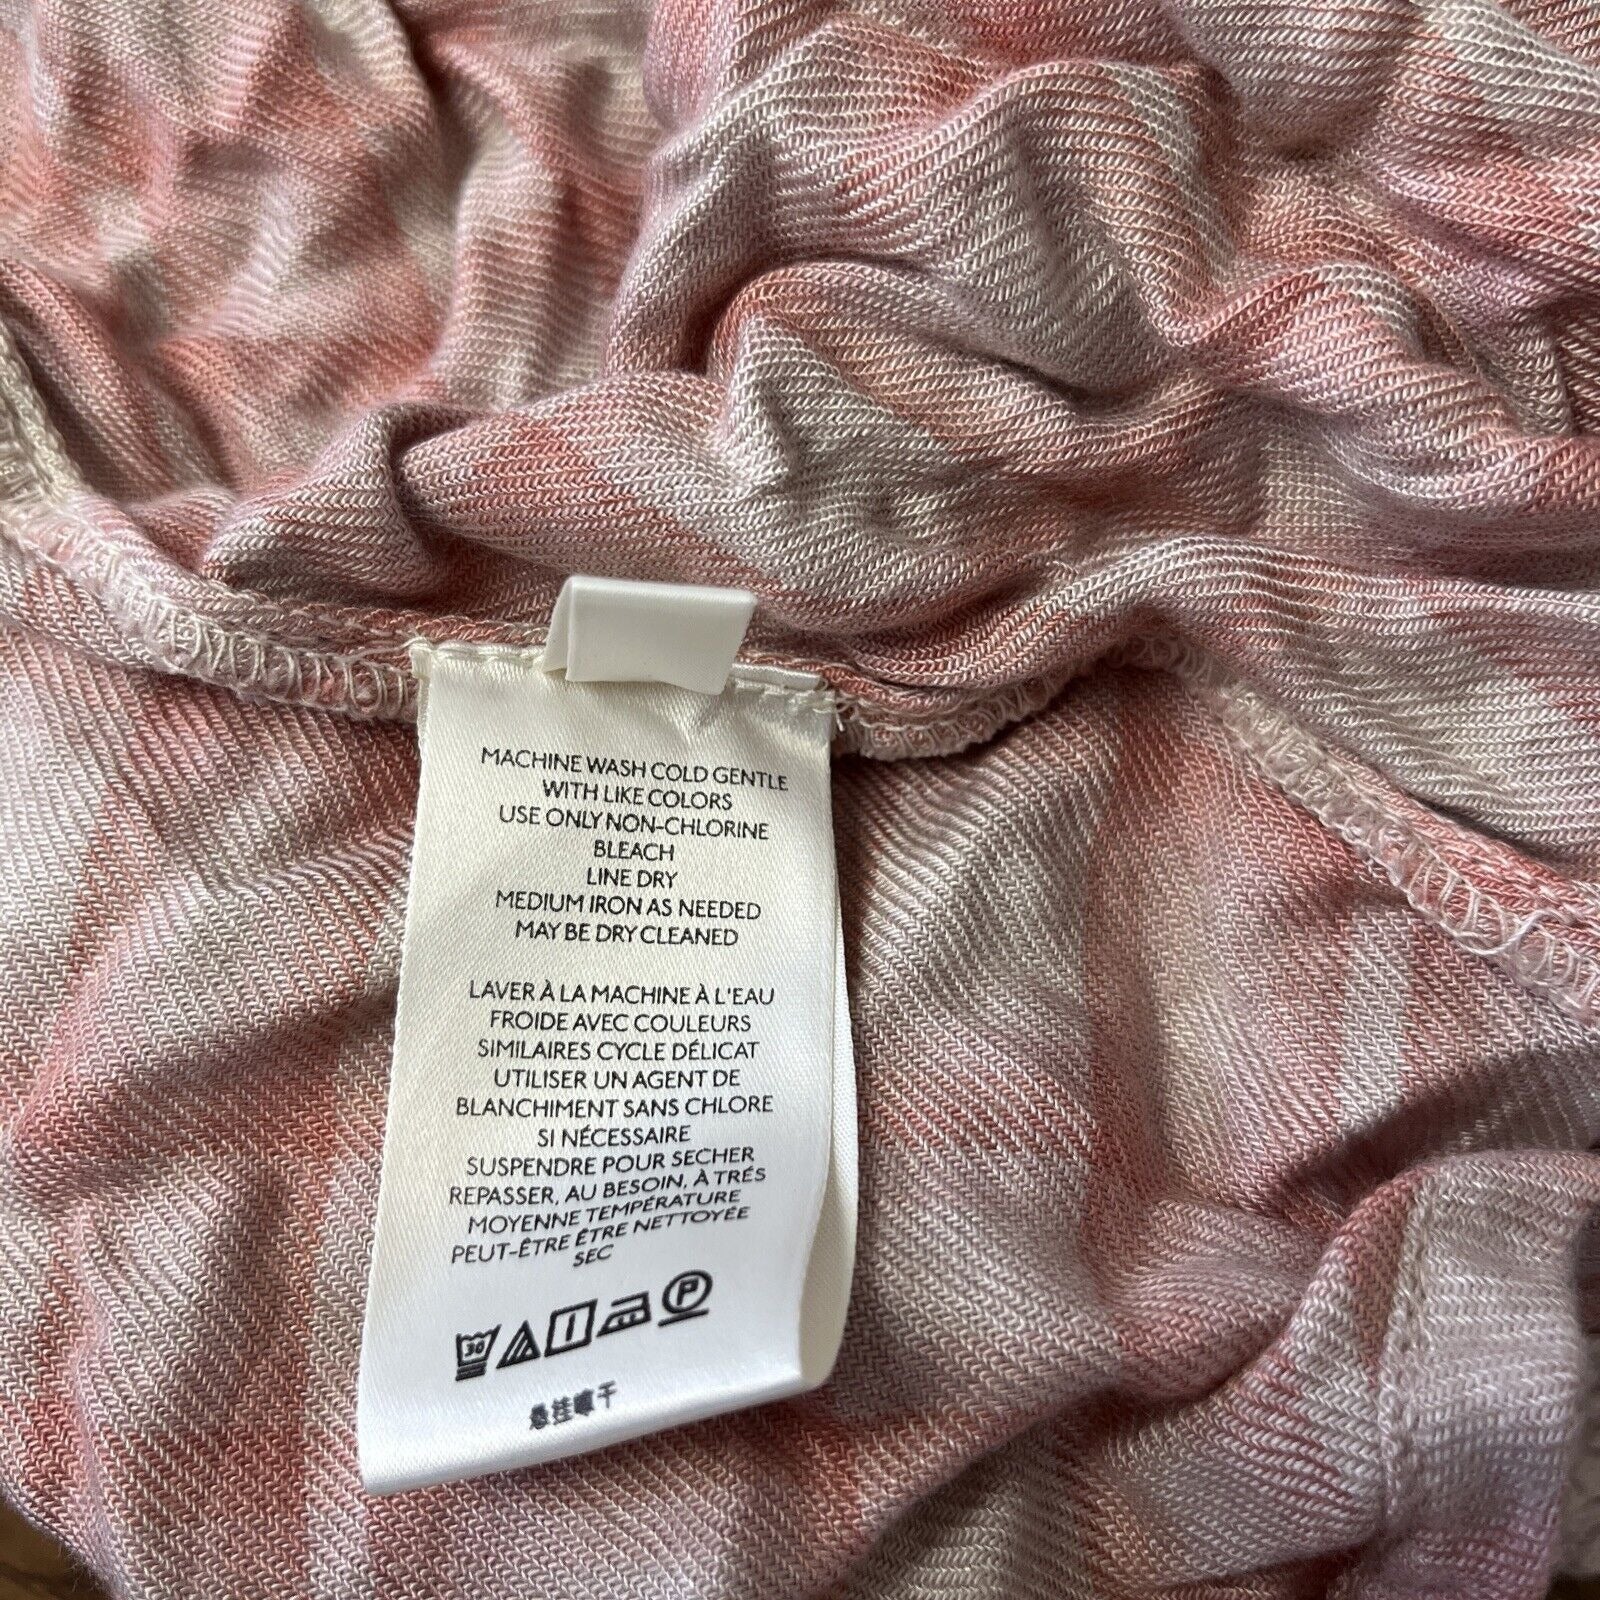 MACHINE WASH COLD GENTLE
WITH LIKE COLORS
USE ONLY NON-CHLORINE
BLEACH
LINE DRY
MEDIUM IRON AS NEEDED
MAY BE DRY CLEANED
LAVER À LA MACHINE À L'EAU
FROIDE AVEC COULEURS
SIMILAIRES CYCLE DÉLICAT
UTILISER UN AGENT DE
BLANCHIMENT SANS CHLORE
SI NÉCESSAIRE
SUSPENDRE POUR SECHER
REPASSER, AU BESOIN, À TRÉS
MOYENNE TEMPÉRATURE
PEUT-ÊTRE ÊTRE NETTOYÉE
SEC
30 P
悬挂晾干